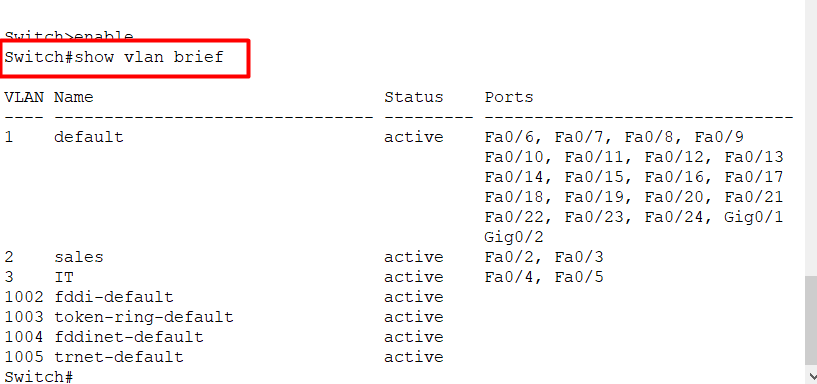 Switch>enable
Switch#show vlan brief
VLAN Name                             Status    Ports
---- -------------------------------- --------- -------------------------------
1    default                          active    Fa0/6, Fa0/7, Fa0/8, Fa0/9
                                                Fa0/10, Fa0/11, Fa0/12, Fa0/13
                                                Fa0/14, Fa0/15, Fa0/16, Fa0/17
                                                Fa0/18, Fa0/19, Fa0/20, Fa0/21
                                                Fa0/22, Fa0/23, Fa0/24, Gig0/1
                                                Gig0/2
2    sales                            active    Fa0/2, Fa0/3
3    IT                               active    Fa0/4, Fa0/5
1002 fddi-default                     active
1003 token-ring-default               active
1004 fddinet-default                  active
1005 trnet-default                    active
Switch#